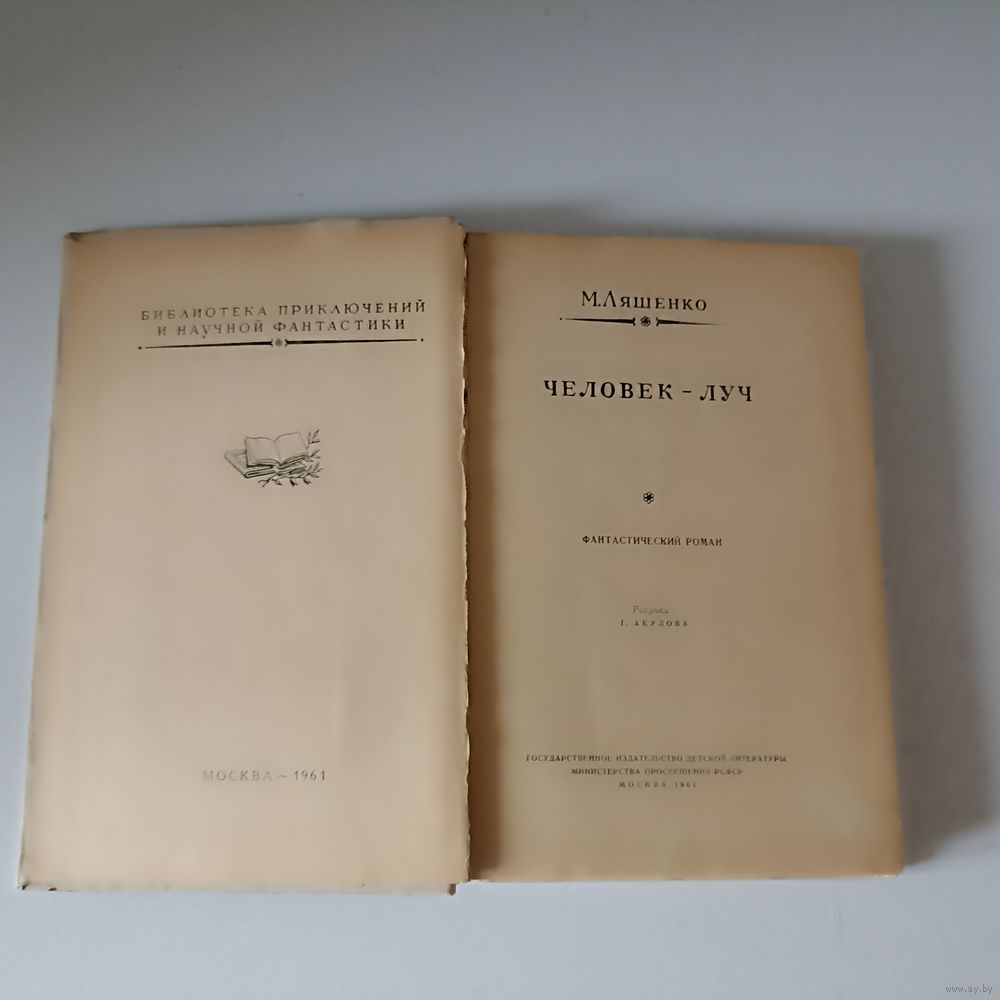 БИБЛИОТЕКА ПРИКЛЮЧЕНИЙ
И НАУЧНОЙ ФАНТАСТИКИ
МОСКВА ~ 1961
М. ЛЯШЕНКО
ЧЕЛОВЕК - ЛУЧ
ФАНТАСТИЧЕСКИЙ РОМАН
Рисунки
Г. АКУЛОВА
ГОСУДАРСТВЕННОЕ ИЗДАТЕЛЬСТВО ДЕТСКОЙ ЛИТЕРАТУРЫ
МИНИСТЕРСТВА ПРОСВЕЩЕНИЯ РСФСР
МОСКВА 1961
www.ay.by